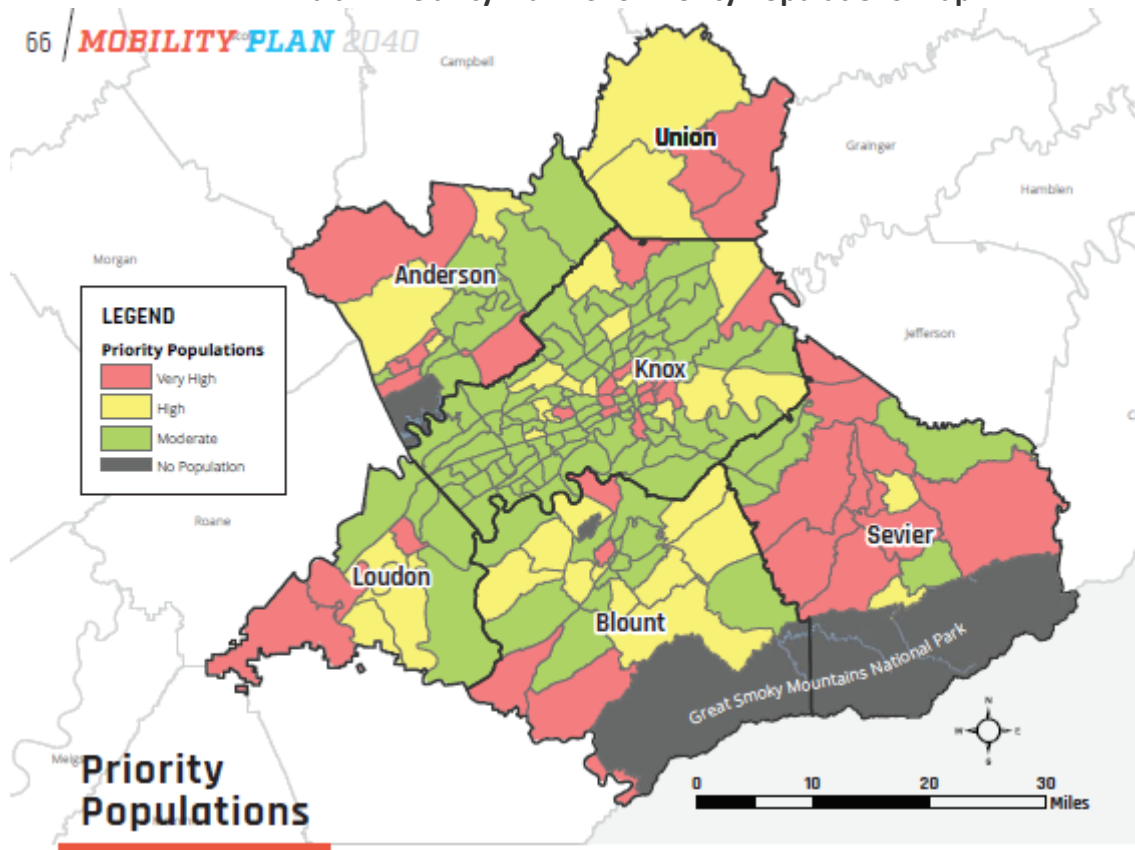 66 / MOBILITY PLAN 2040
Campbell
Union
Grainger
Hamblen
Morgan
Anderson
LEGEND
Priority Populations
Very High
High
Moderate
No Population
Jefferson
Knox
Roane
Sevier
Loudon
Blount
Great Smoky Mountains National Park
N
W E
S
Priority
Populations
0 10 20 30
Miles